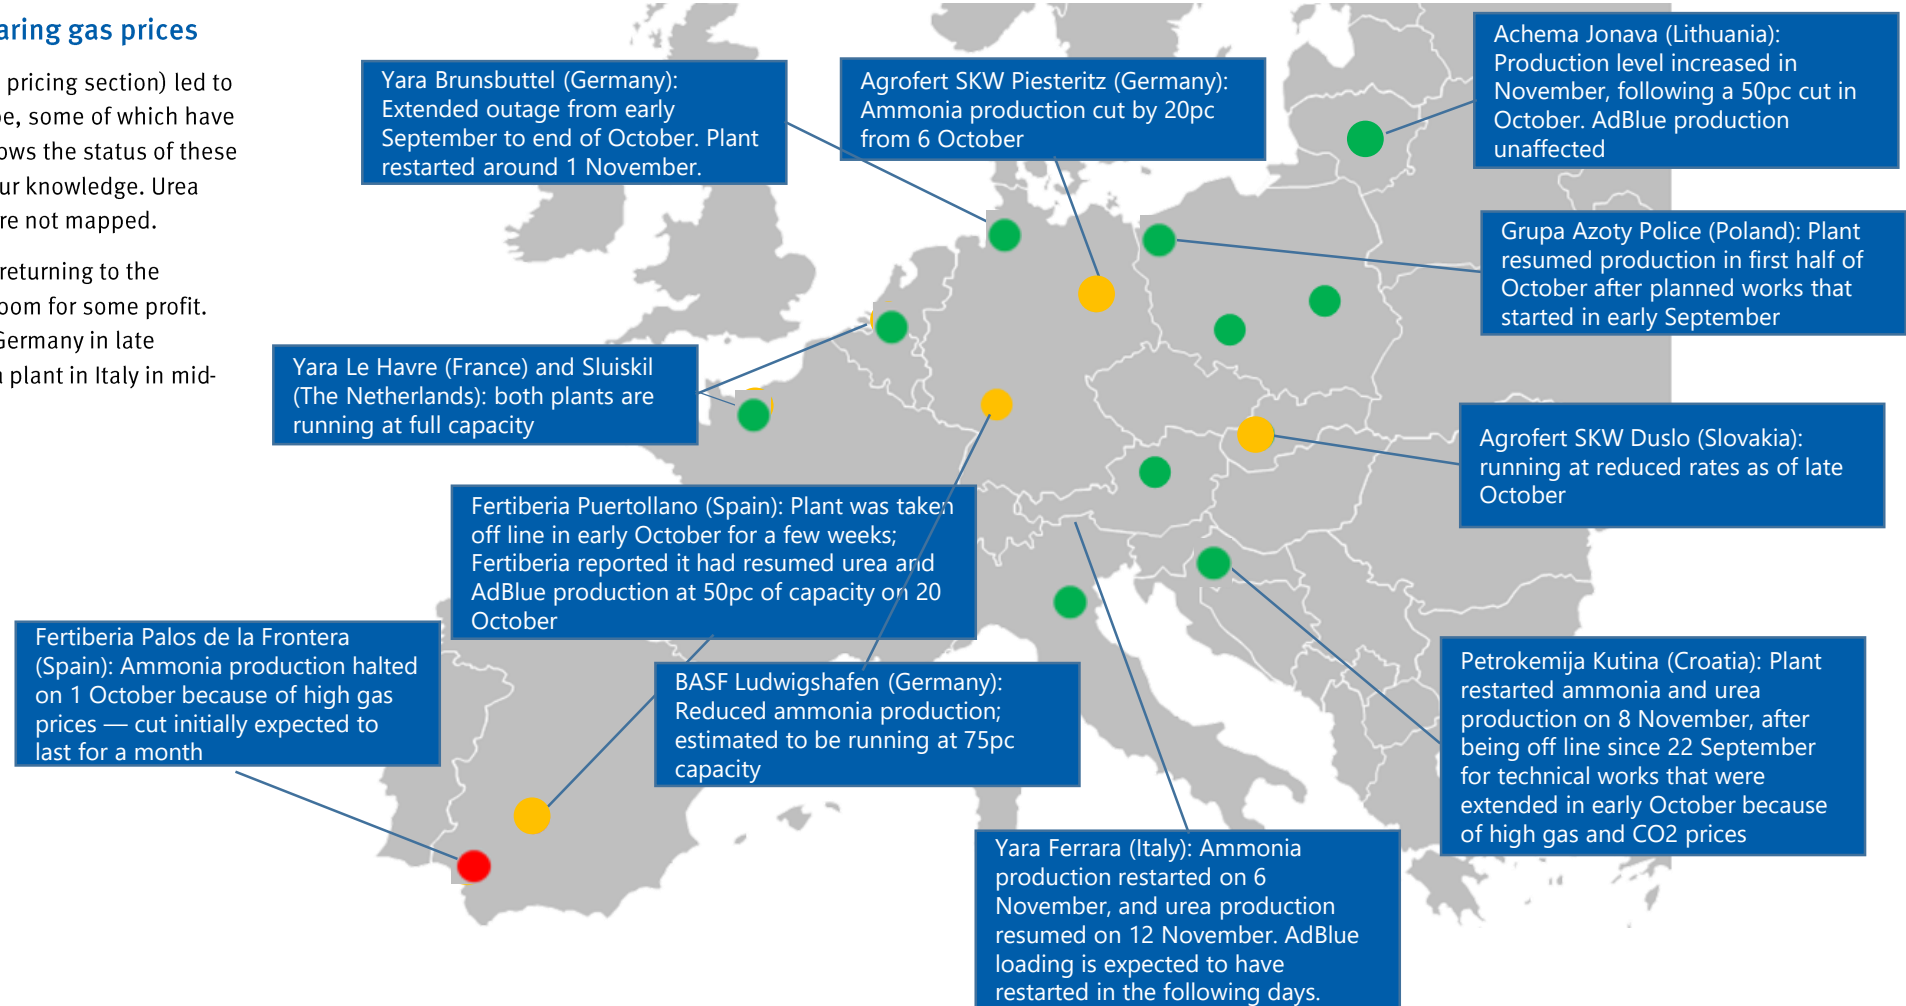 aring gas prices
pricing section) led to
pe, some of which have
ows the status of these
ur knowledge. Urea
re not mapped.
returning to the
oom for some profit.
Germany in late
a plant in Italy in mid-
Yara Brunsbuttel (Germany):
Extended outage from early
September to end of October. Plant
restarted around 1 November.
Agrofert SKW Piesteritz (Germany):
Ammonia production cut by 20pc
from 6 October
Achema Jonava (Lithuania):
Production level increased in
November, following a 50pc cut in
October. AdBlue production
unaffected
Grupa Azoty Police (Poland): Plant
resumed production in first half of
October after planned works that
started in early September
Yara Le Havre (France) and Sluiskil
(The Netherlands): both plants are
running at full capacity
Agrofert SKW Duslo (Slovakia):
running at reduced rates as of late
October
Fertiberia Puertollano (Spain): Plant was taken
off line in early October for a few weeks;
Fertiberia reported it had resumed urea and
AdBlue production at 50pc of capacity on 20
October
Fertiberia Palos de la Frontera
(Spain): Ammonia production halted
on 1 October because of high gas
prices — cut initially expected to
last for a month
BASF Ludwigshafen (Germany):
Reduced ammonia production;
estimated to be running at 75pc
capacity
Petrokemija Kutina (Croatia): Plant
restarted ammonia and urea
production on 8 November, after
being off line since 22 September
for technical works that were
extended in early October because
of high gas and CO2 prices
Yara Ferrara (Italy): Ammonia
production restarted on 6
November, and urea production
resumed on 12 November. AdBlue
loading is expected to have
restarted in the following days.